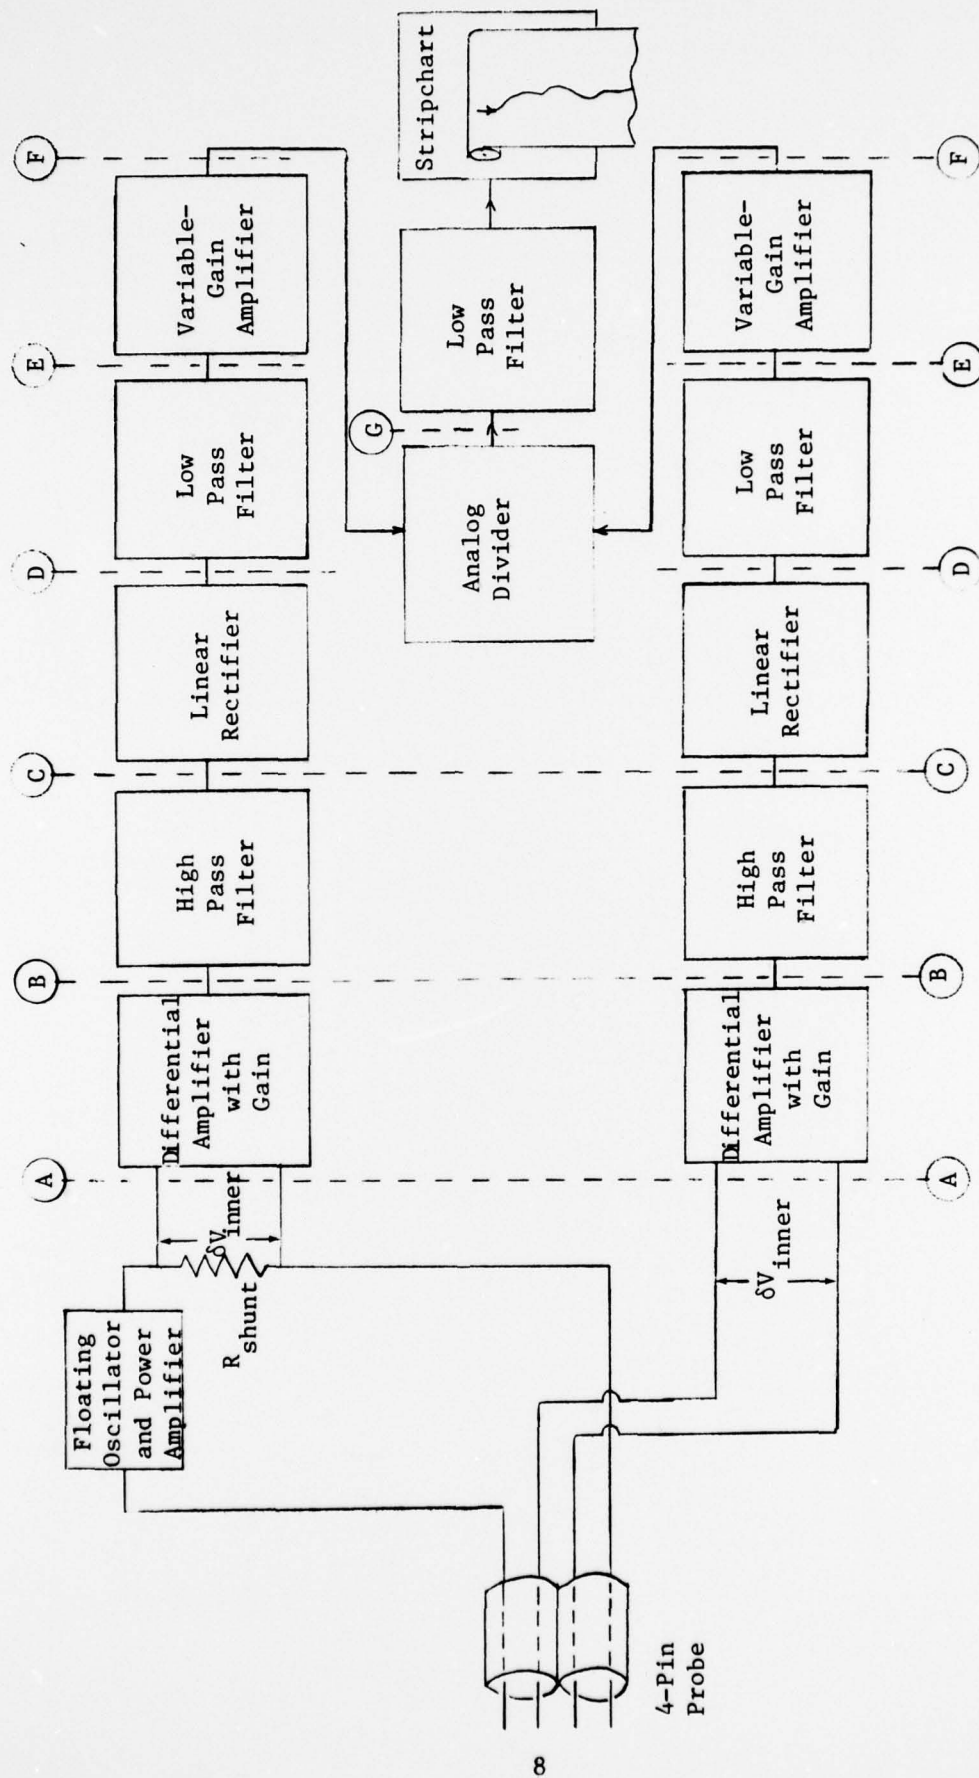 A
B
C
D
E
F
Floating
Oscillator
and Power
Amplifier
δV inner
R shunt
Differential
Amplifier
with
Gain
High
Pass
Filter
Linear
Rectifier
Low
Pass
Filter
Variable-
Gain
Amplifier
G
Analog
Divider
Low
Pass
Filter
Stripchart
4-Pin
Probe
δV inner
Differential
Amplifier
with
Gain
High
Pass
Filter
Linear
Rectifier
Low
Pass
Filter
Variable-
Gain
Amplifier
A
B
C
D
E
F
8